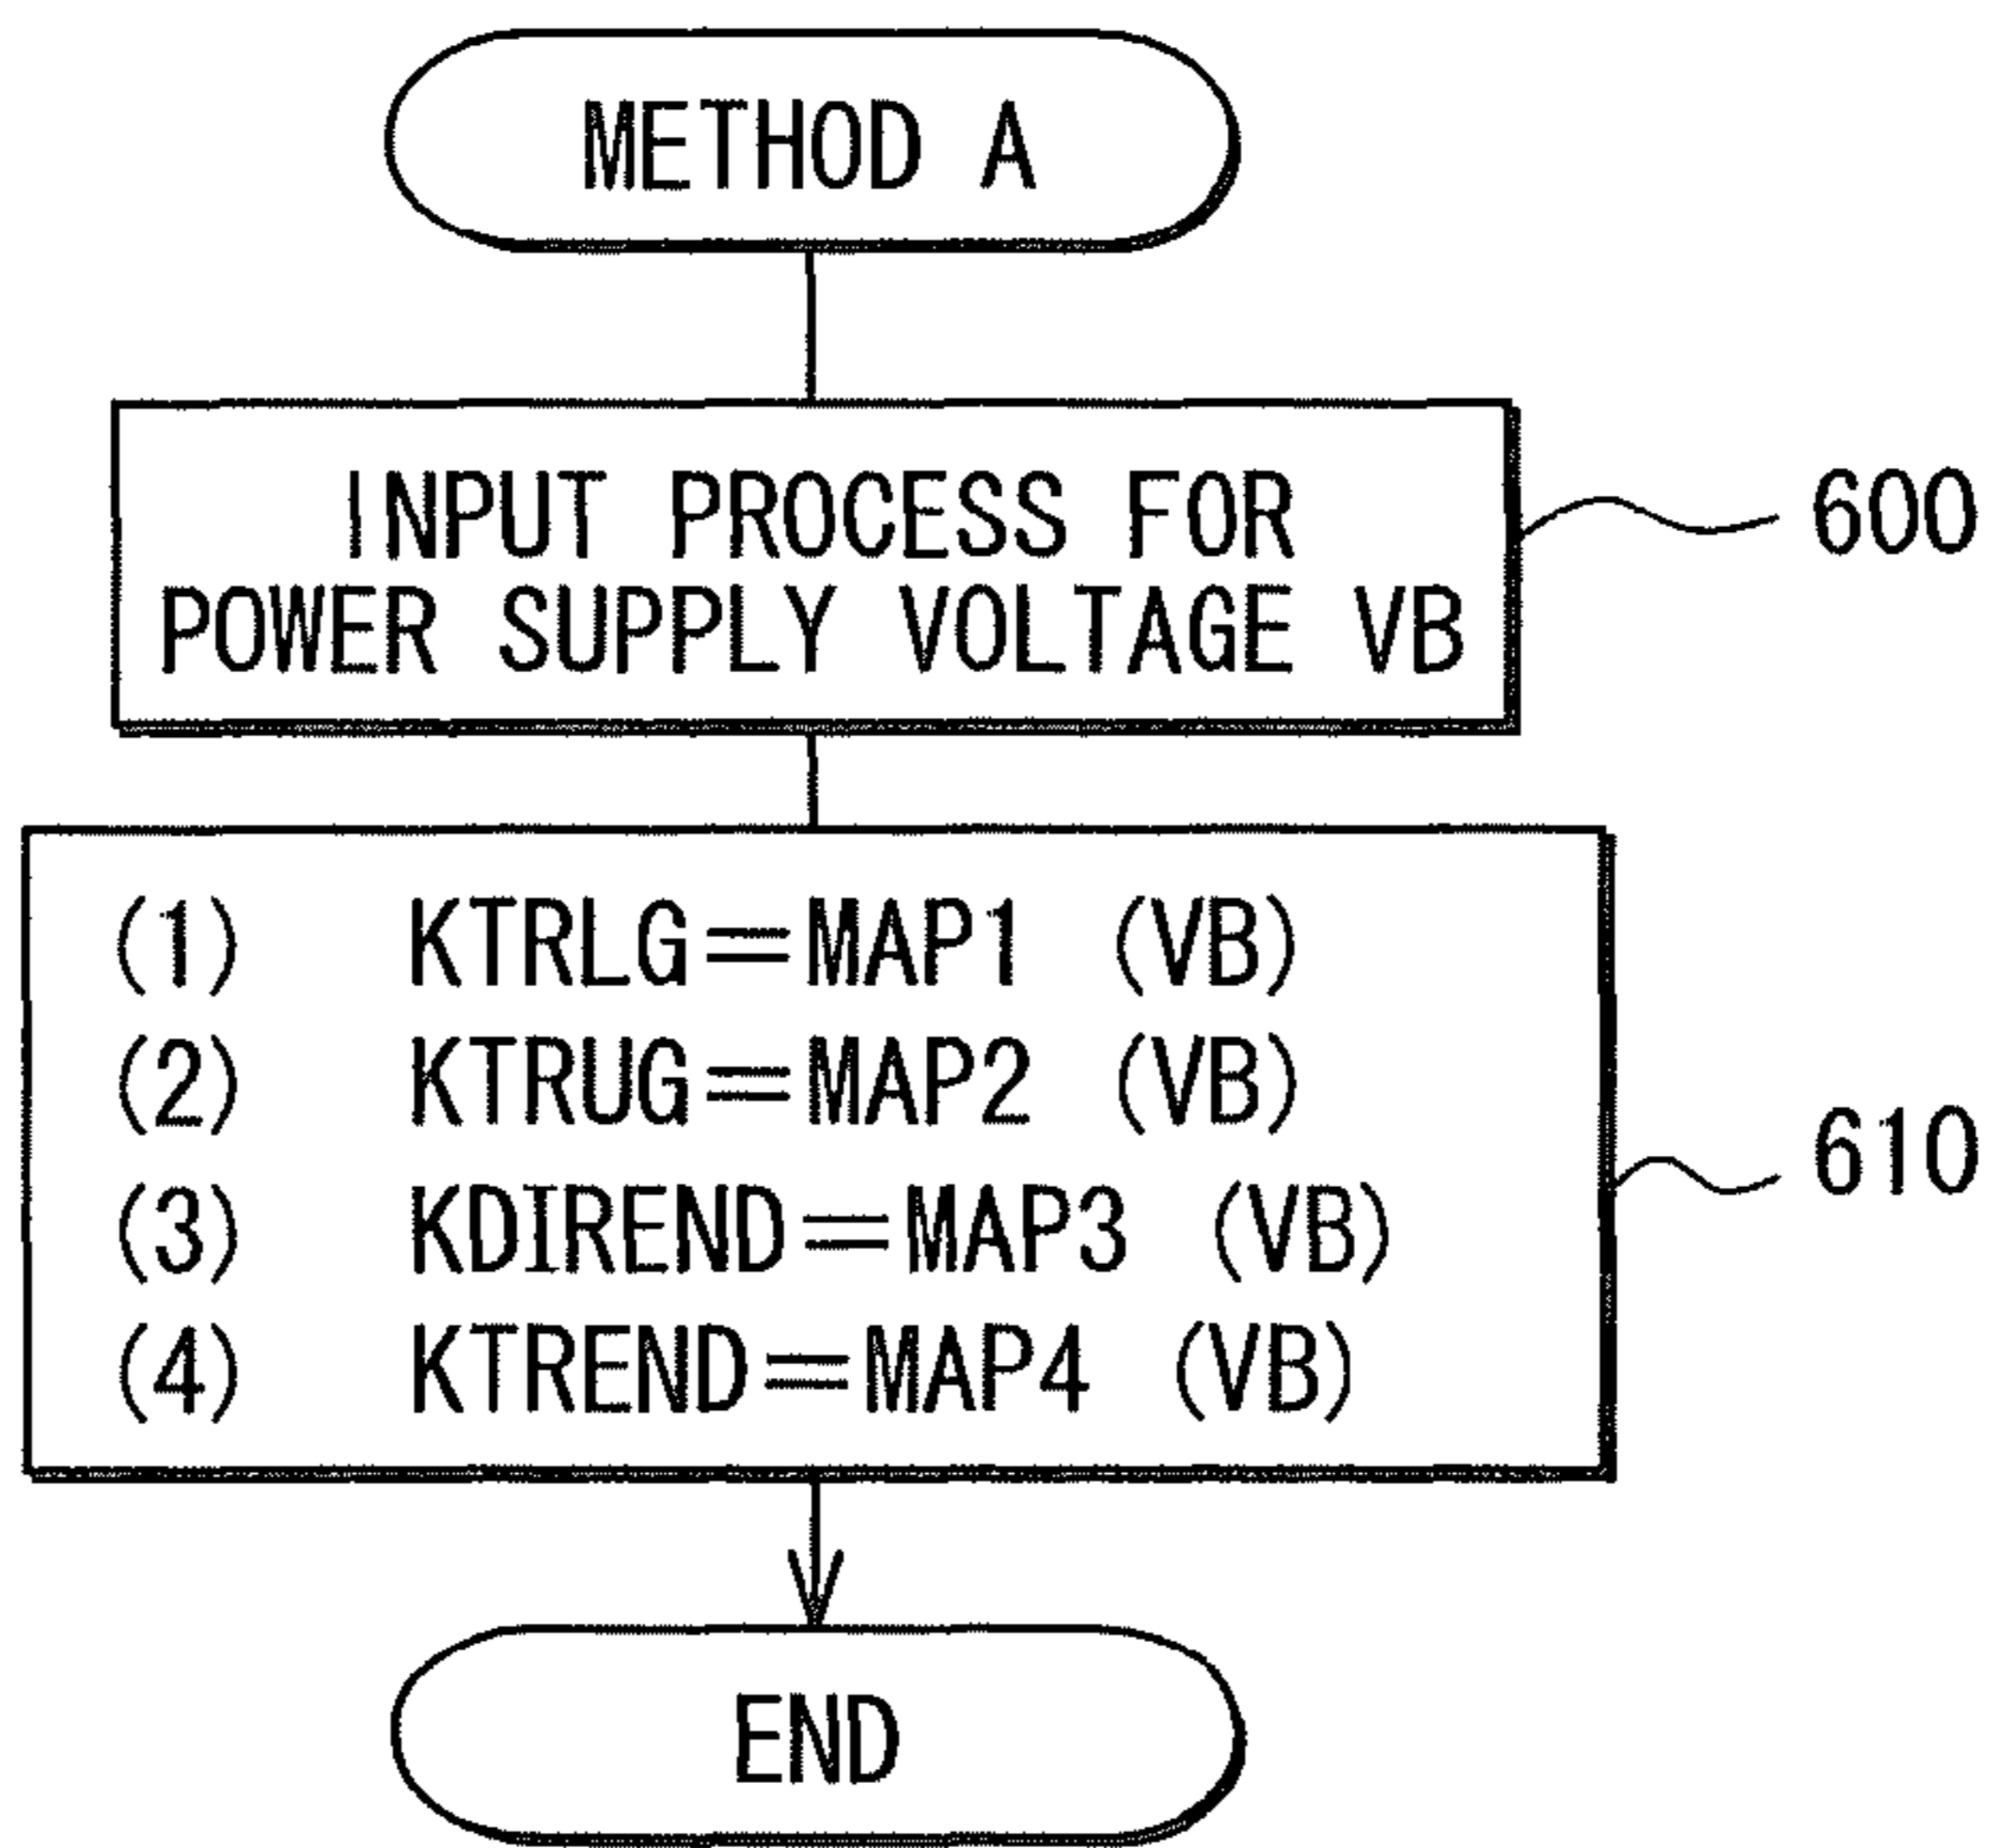 METHOD A
INPUT PROCESS FOR
POWER SUPPLY VOLTAGE VB
600
(1) KTRLG=MAP1 (VB)
(2) KTRUG=MAP2 (VB)
(3) KDIREND=MAP3 (VB)
610
(4) KTREND=MAP4 (VB)
END